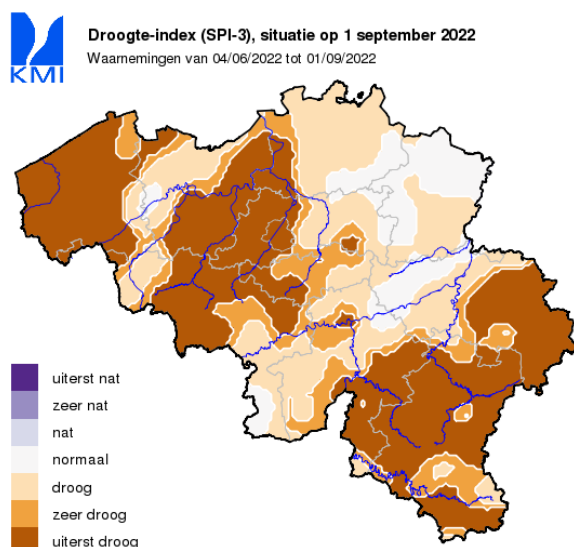 KMI
Droogte-index (SPI-3), situatie op 1 september 2022
Waarnemingen van 04/06/2022 tot 01/09/2022
uiterst nat
zeer nat
nat
normaal
droog
zeer droog
uiterst droog